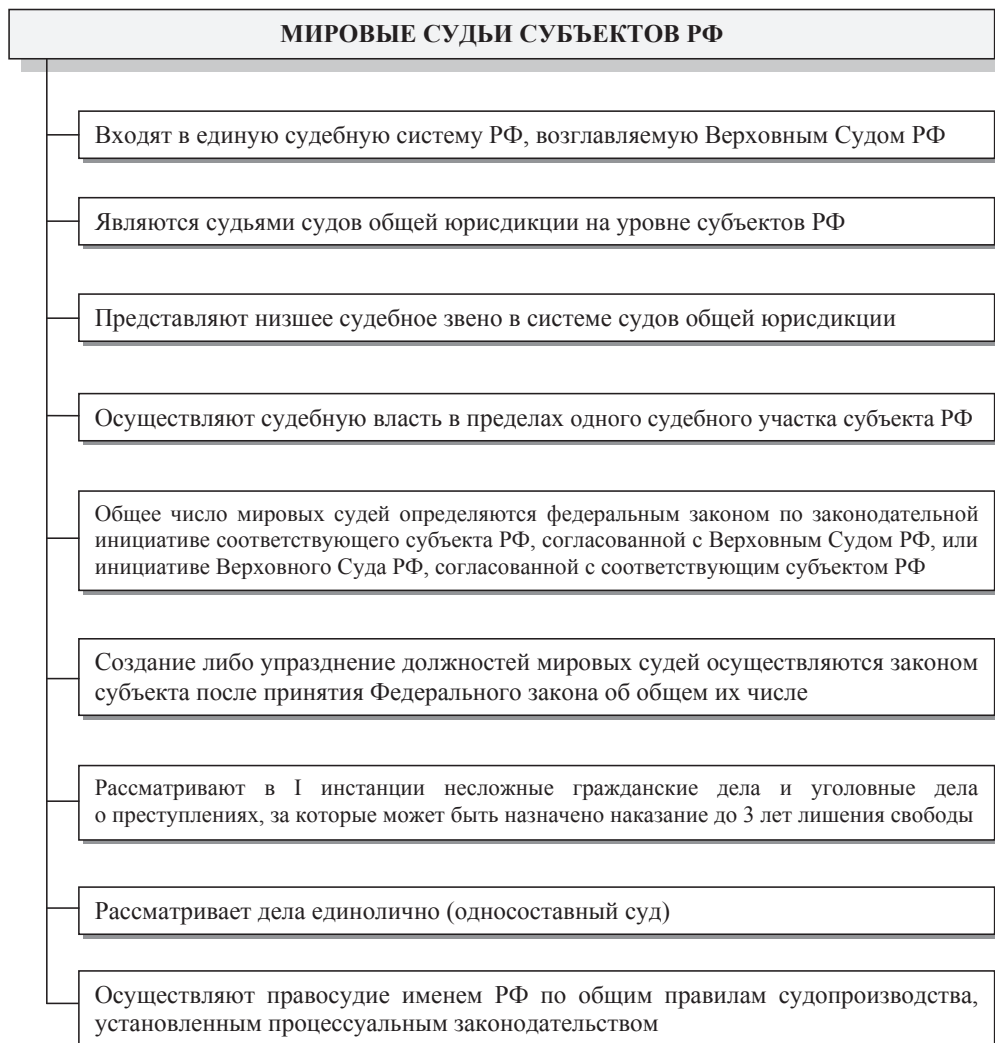 МИРОВЫЕ СУДЬИ СУБЪЕКТОВ РФ
Входят в единую судебную систему РФ, возглавляемую Верховным Судом РФ
Являются судьями судов общей юрисдикции на уровне субъектов РФ
Представляют низшее судебное звено в системе судов общей юрисдикции
Осуществляют судебную власть в пределах одного судебного участка субъекта РФ
Общее число мировых судей определяются федеральным законом по законодательной
инициативе соответствующего субъекта РФ, согласованной с Верховным Судом РФ, или
инициативе Верховного Суда РФ, согласованной с соответствующим субъектом РФ
Создание либо упразднение должностей мировых судей осуществляются законом
субъекта после принятия Федерального закона об общем их числе
Рассматривают в I инстанции несложные гражданские дела и уголовные дела
о преступлениях, за которые может быть назначено наказание до 3 лет лишения свободы
Рассматривает дела единолично (односоставный суд)
Осуществляют правосудие именем РФ по общим правилам судопроизводства,
установленным процессуальным законодательством